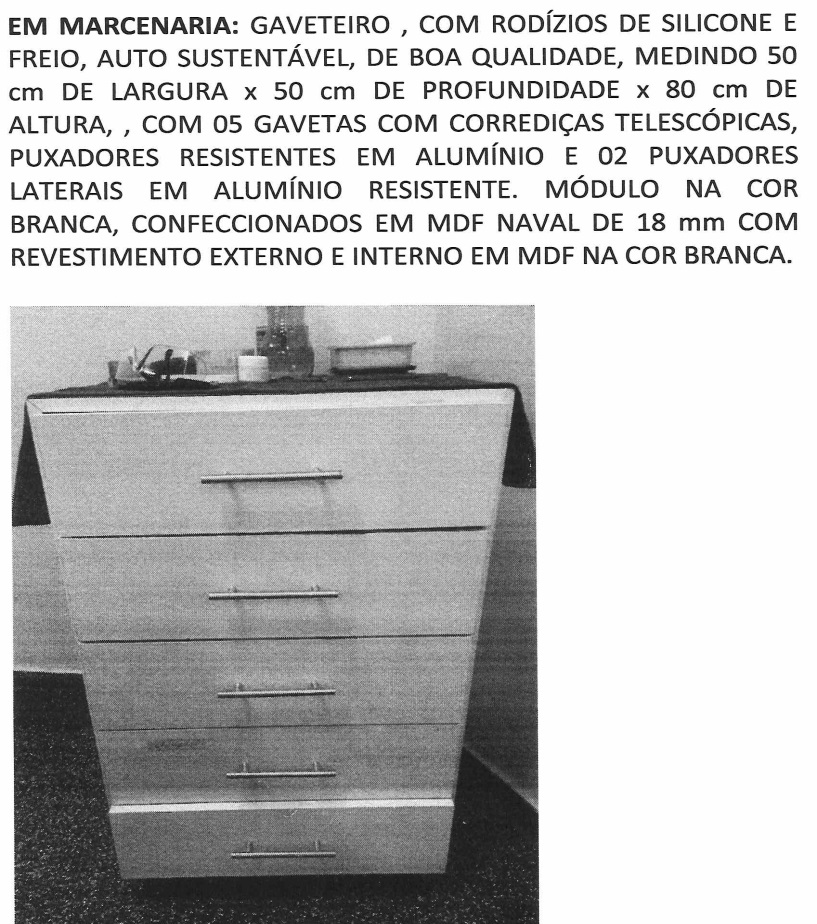 EM MARCENARIA: GAVETEIRO , COM RODÍZIOS DE SILICONE E
FREIO, AUTO SUSTENTÁVEL, DE BOA QUALIDADE, MEDINDO 50
cm DE LARGURA x 50 cm DE PROFUNDIDADE x 80 cm DE
ALTURA, , COM 05 GAVETAS COM CORREDIÇAS TELESCÓPICAS,
PUXADORES RESISTENTES EM ALUMÍNIO E 02 PUXADORES
LATERAIS EM ALUMÍNIO RESISTENTE. MÓDULO NA COR
BRANCA, CONFECCIONADOS EM MDF NAVAL DE 18 mm COM
REVESTIMENTO EXTERNO E INTERNO EM MDF NA COR BRANCA.